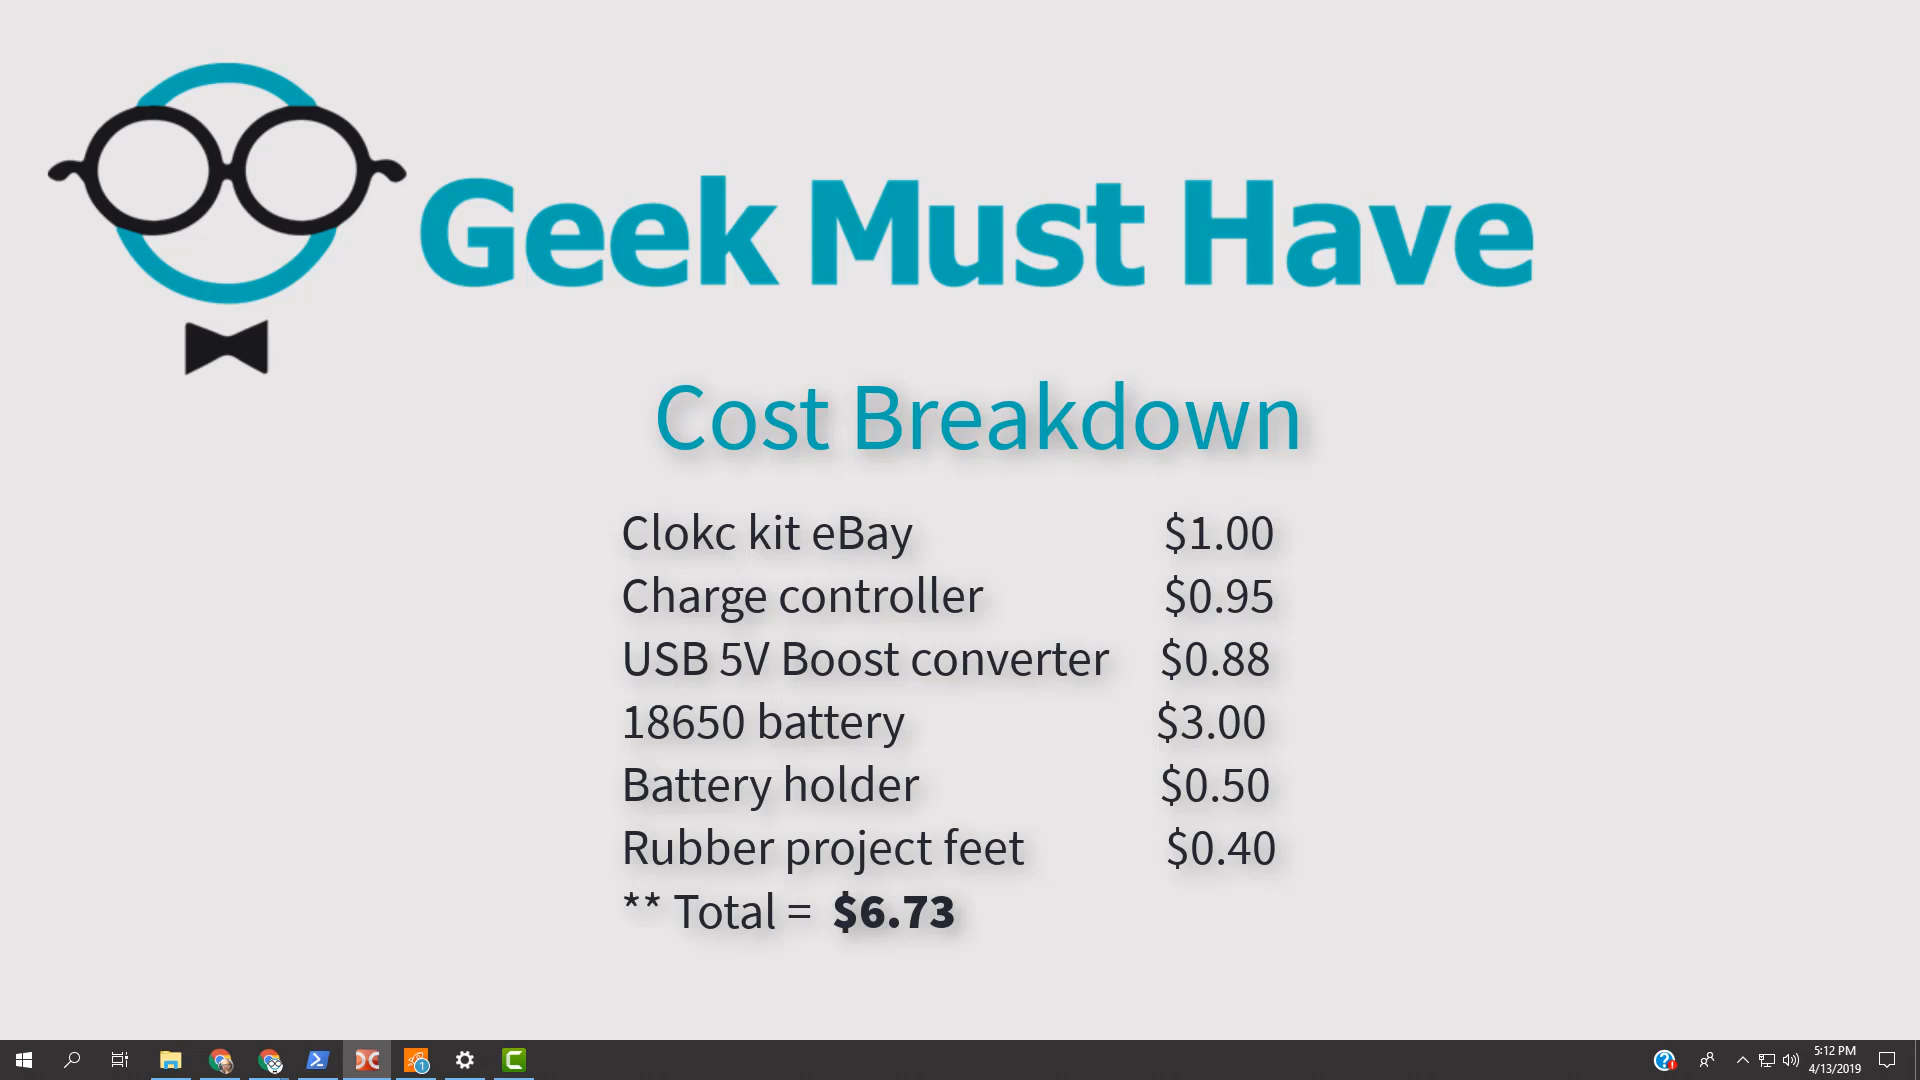 Geek Must Have
Cost Breakdown
Clokc kit eBay $1.00
Charge controller $0.95
USB 5V Boost converter $0.88
18650 battery $3.00
Battery holder $0.50
Rubber project feet $0.40
** Total = $6.73
1
5:12 PM
4/13/2019